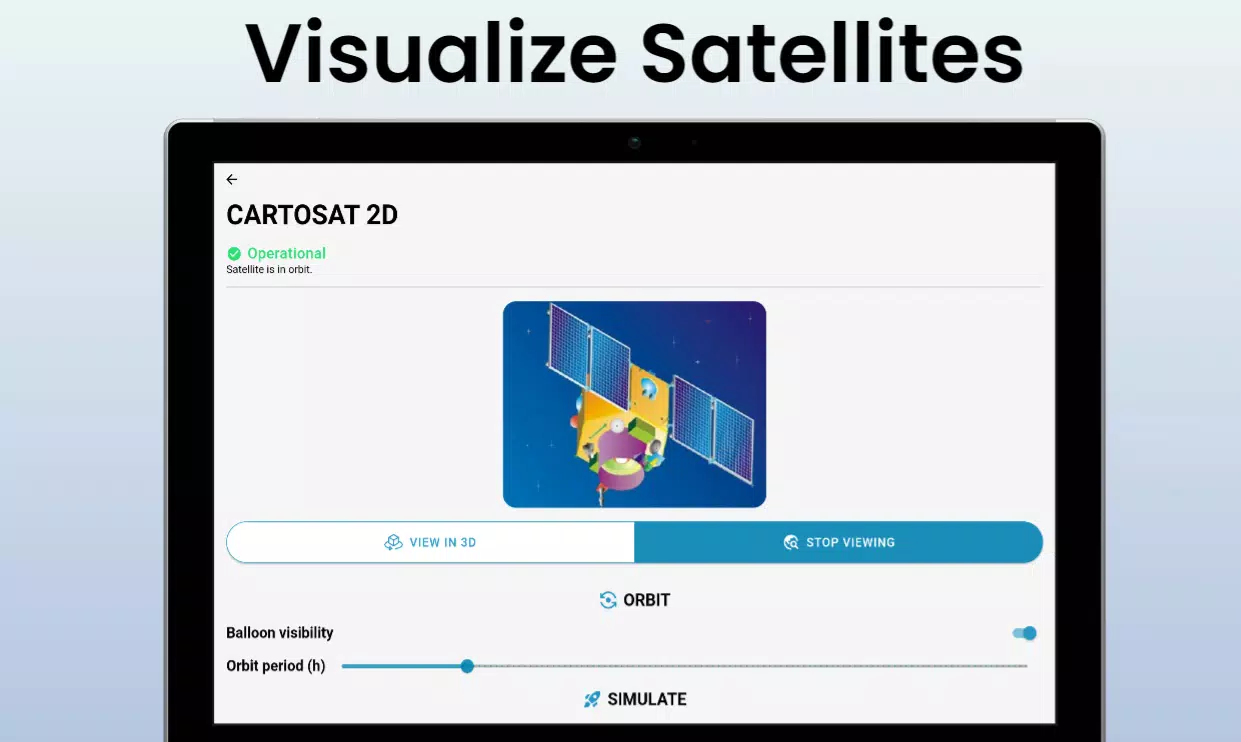 Visualize Satellites
CARTOSAT 2D
Operational
Satellite is in orbit.
VIEW IN 3D
STOP VIEWING
ORBIT
Balloon visibility
Orbit period (h)
SIMULATE